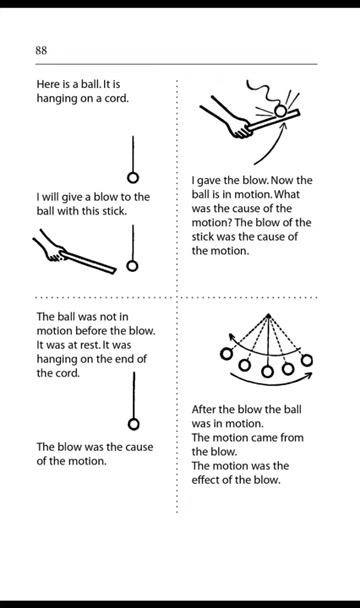 88
Here is a ball. It is
hanging on a cord.
I will give a blow to the
ball with this stick.
I gave the blow. Now the
ball is in motion. What
was the cause of the
motion? The blow of the
stick was the cause of
the motion.
The ball was not in
motion before the blow.
It was at rest. It was
hanging on the end of
the cord.
The blow was the cause
of the motion.
After the blow the ball
was in motion.
The motion came from
the blow.
The motion was the
effect of the blow.